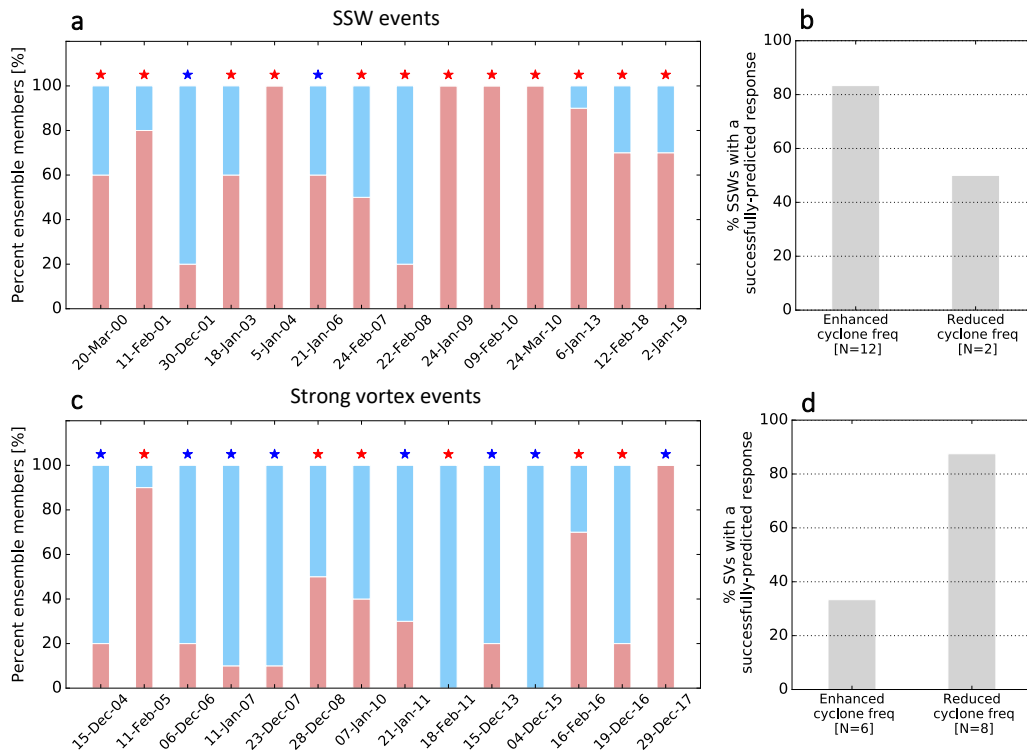 a
SSW events
Percent ensemble members [%]
100
80
60
40
20
0
20-Mar-00
11-Feb-01
30-Dec-01
18-Jan-03
5-Jan-04
21-Jan-06
24-Feb-07
22-Feb-08
24-Jan-09
09-Feb-10
24-Mar-10
6-Jan-13
12-Feb-18
2-Jan-19
b
% SSWs with a
successfully-predicted response
100
80
60
40
20
0
Enhanced
cyclone freq
[N=12]
Reduced
cyclone freq
[N=2]
c
Strong vortex events
Percent ensemble members [%]
100
80
60
40
20
0
15-Dec-04
11-Feb-05
06-Dec-06
11-Jan-07
23-Dec-07
28-Dec-08
07-Jan-10
21-Jan-11
18-Feb-11
15-Dec-13
04-Dec-15
16-Feb-16
19-Dec-16
29-Dec-17
d
% SVs with a
successfully-predicted response
100
80
60
40
20
0
Enhanced
cyclone freq
[N=6]
Reduced
cyclone freq
[N=8]